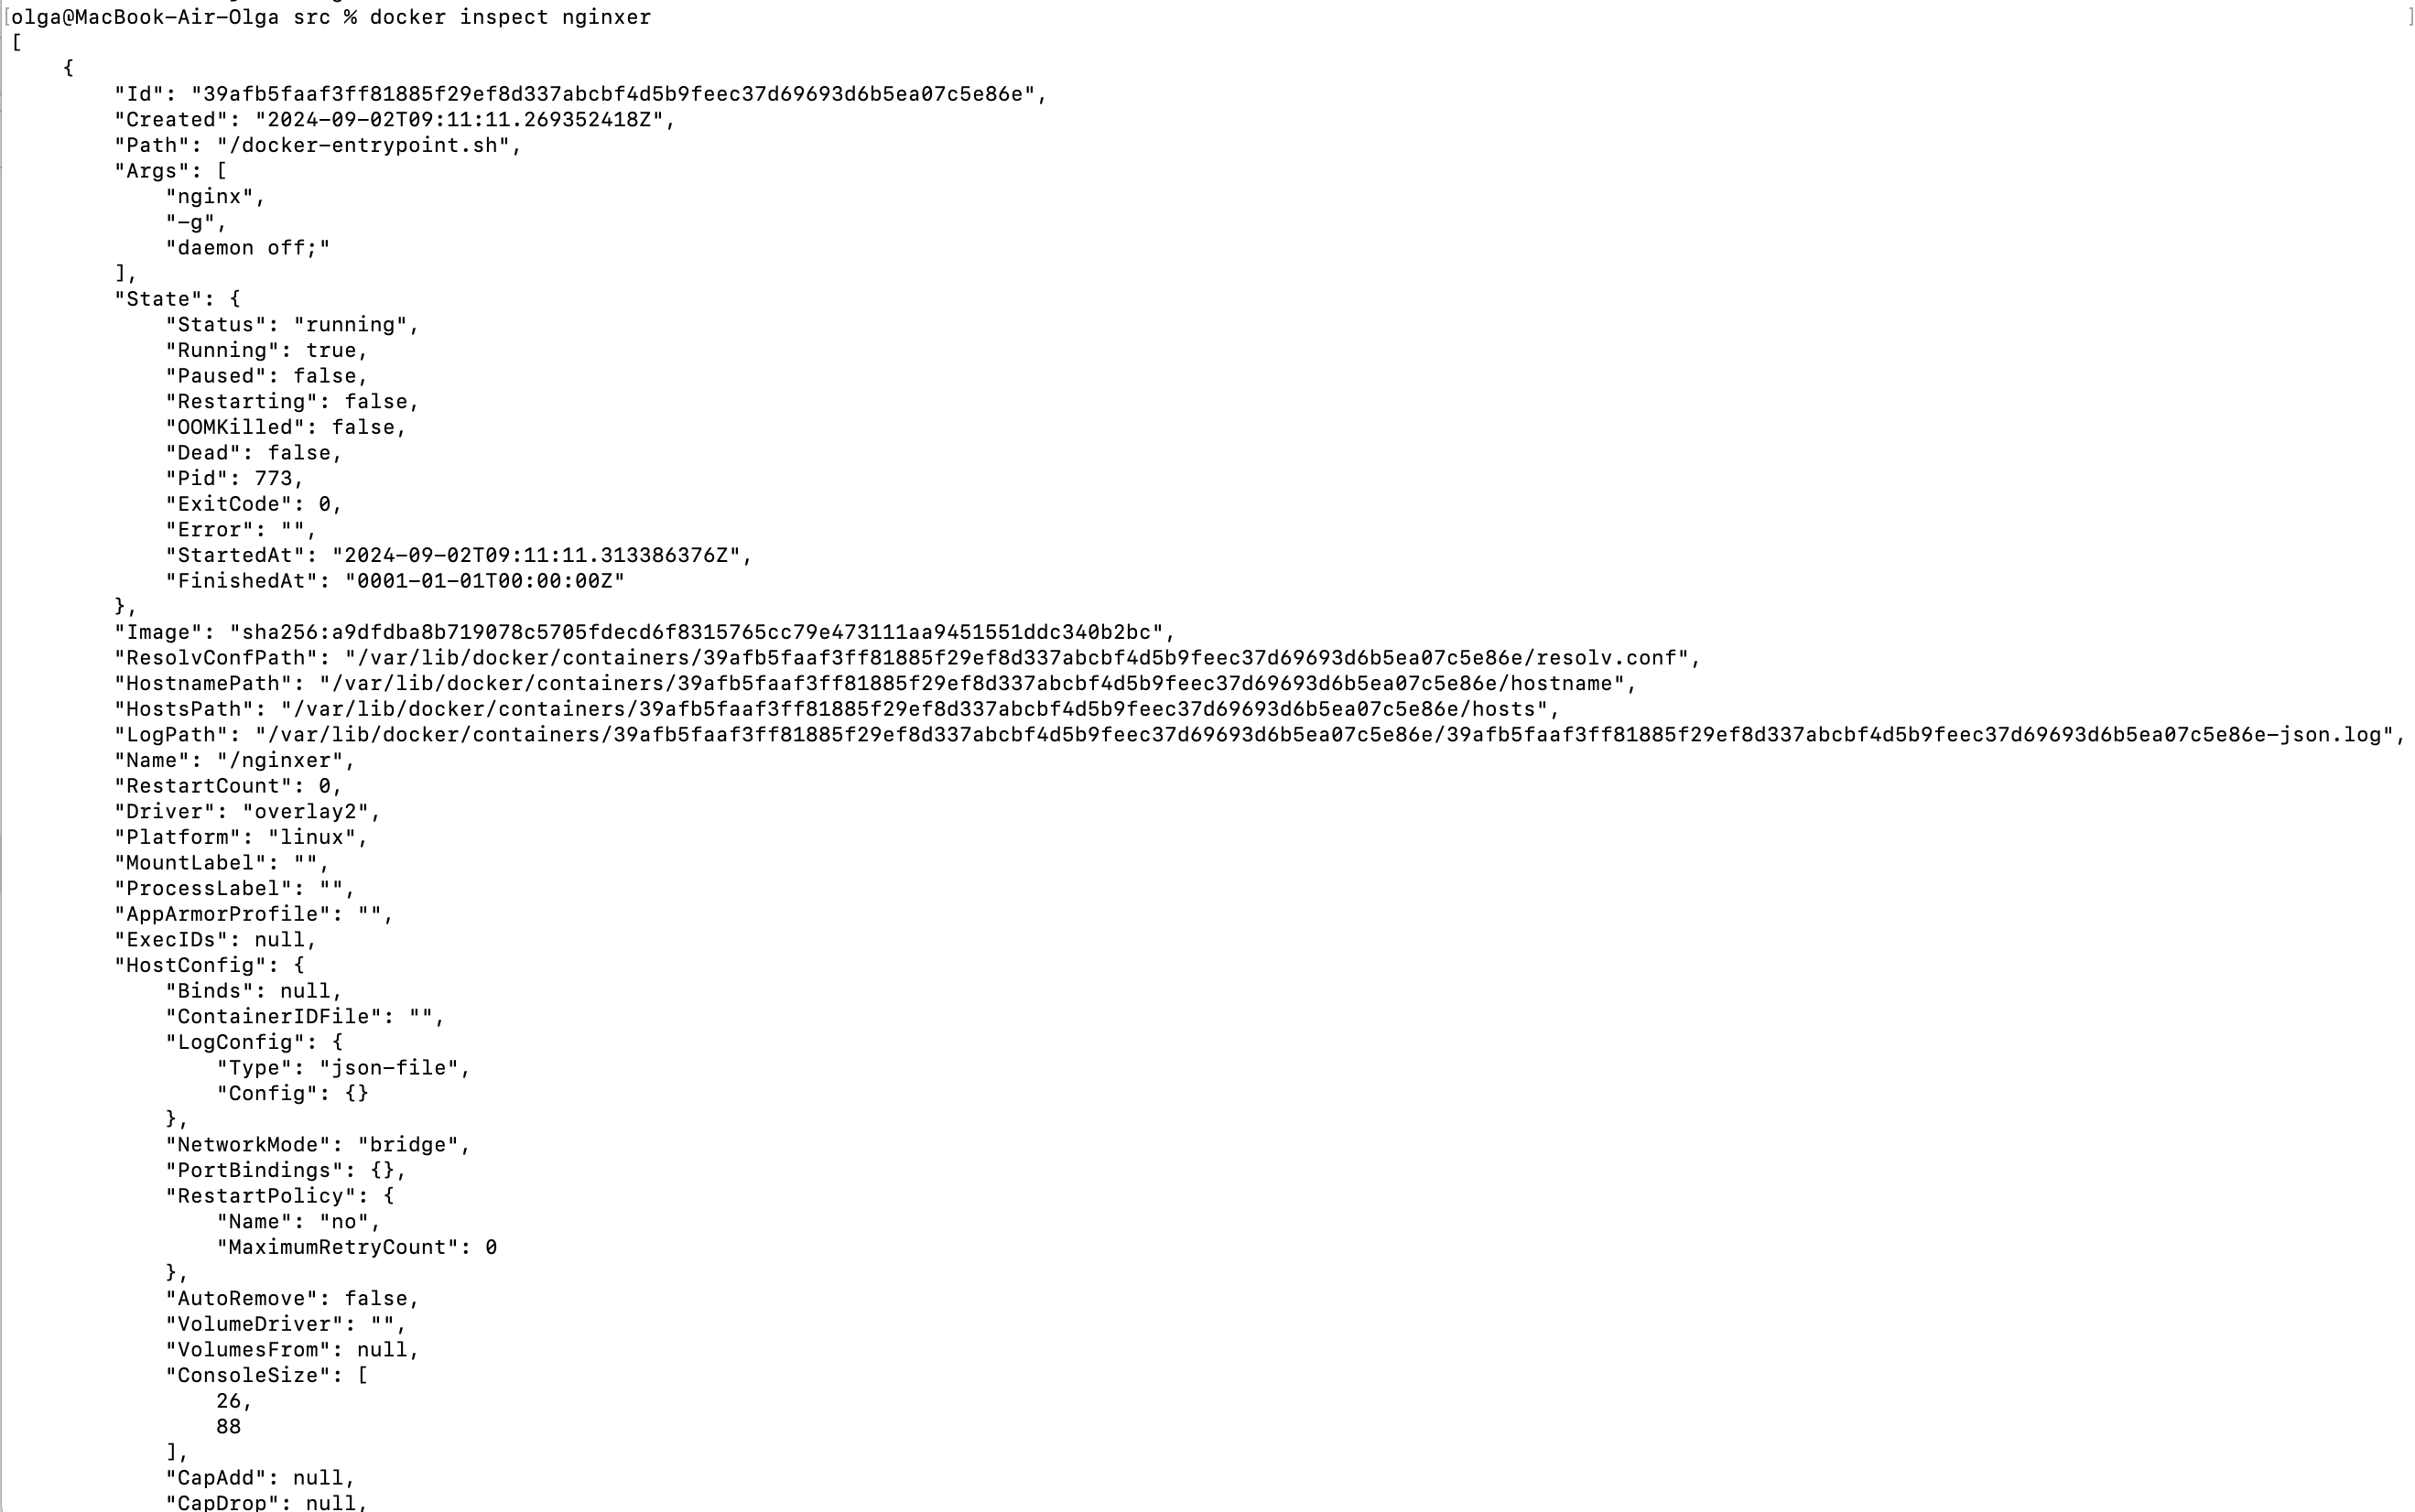 [olga@MacBook-Air-Olga src % docker inspect nginxer ]
[
    {
        "Id": "39afb5faaf3ff81885f29ef8d337abcbf4d5b9feec37d69693d6b5ea07c5e86e",
        "Created": "2024-09-02T09:11:11.269352418Z",
        "Path": "/docker-entrypoint.sh",
        "Args": [
            "nginx",
            "-g",
            "daemon off;"
        ],
        "State": {
            "Status": "running",
            "Running": true,
            "Paused": false,
            "Restarting": false,
            "OOMKilled": false,
            "Dead": false,
            "Pid": 773,
            "ExitCode": 0,
            "Error": "",
            "StartedAt": "2024-09-02T09:11:11.313386376Z",
            "FinishedAt": "0001-01-01T00:00:00Z"
        },
        "Image": "sha256:a9dfdba8b719078c5705fdecd6f8315765cc79e473111aa9451551ddc340b2bc",
        "ResolvConfPath": "/var/lib/docker/containers/39afb5faaf3ff81885f29ef8d337abcbf4d5b9feec37d69693d6b5ea07c5e86e/resolv.conf",
        "HostnamePath": "/var/lib/docker/containers/39afb5faaf3ff81885f29ef8d337abcbf4d5b9feec37d69693d6b5ea07c5e86e/hostname",
        "HostsPath": "/var/lib/docker/containers/39afb5faaf3ff81885f29ef8d337abcbf4d5b9feec37d69693d6b5ea07c5e86e/hosts",
        "LogPath": "/var/lib/docker/containers/39afb5faaf3ff81885f29ef8d337abcbf4d5b9feec37d69693d6b5ea07c5e86e/39afb5faaf3ff81885f29ef8d337abcbf4d5b9feec37d69693d6b5ea07c5e86e-json.log",
        "Name": "/nginxer",
        "RestartCount": 0,
        "Driver": "overlay2",
        "Platform": "linux",
        "MountLabel": "",
        "ProcessLabel": "",
        "AppArmorProfile": "",
        "ExecIDs": null,
        "HostConfig": {
            "Binds": null,
            "ContainerIDFile": "",
            "LogConfig": {
                "Type": "json-file",
                "Config": {}
            },
            "NetworkMode": "bridge",
            "PortBindings": {},
            "RestartPolicy": {
                "Name": "no",
                "MaximumRetryCount": 0
            },
            "AutoRemove": false,
            "VolumeDriver": "",
            "VolumesFrom": null,
            "ConsoleSize": [
                26,
                88
            ],
            "CapAdd": null,
            "CapDrop": null,